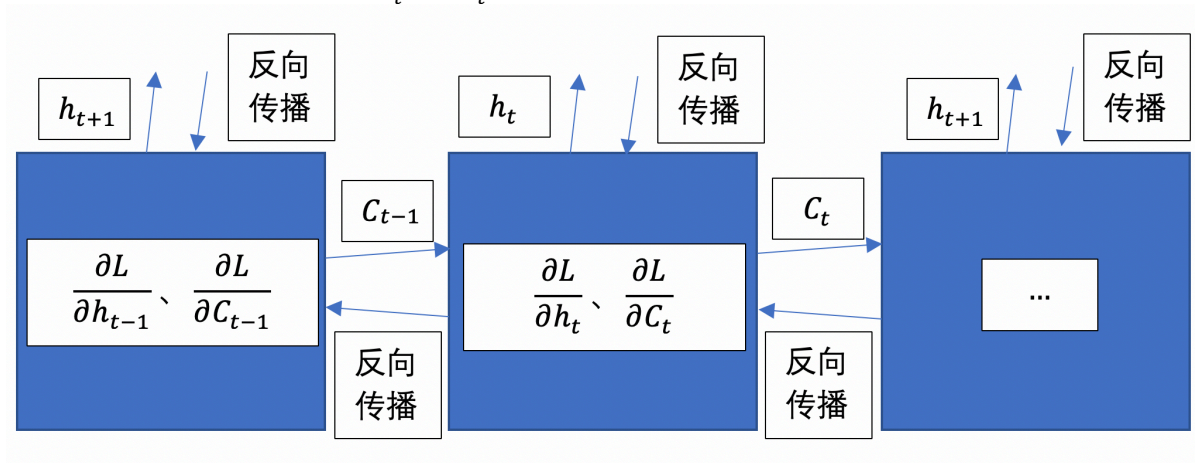 t t
h_{t+1}
反向
传播
h_t
反向
传播
h_{t+1}
反向
传播
C_{t-1}
C_t
∂L/∂h_{t-1}、∂L/∂C_{t-1}
∂L/∂h_t、∂L/∂C_t
...
反向
传播
反向
传播